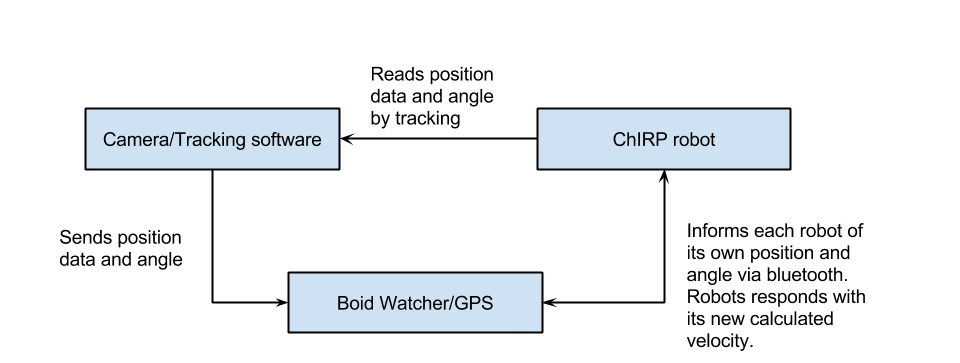 Reads position
data and angle
by tracking
Camera/Tracking software
ChIRP robot
Sends position
data and angle
Informs each robot of
its own position and
angle via bluetooth.
Robots responds with
its new calculated
velocity.
Boid Watcher/GPS